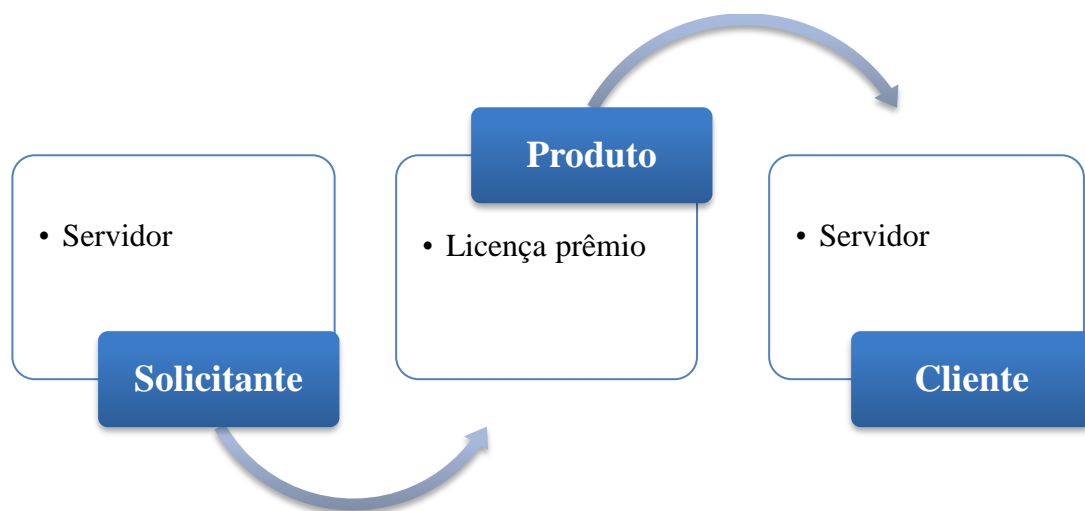 • Servidor
Solicitante
Produto
• Licença prêmio
• Servidor
Cliente